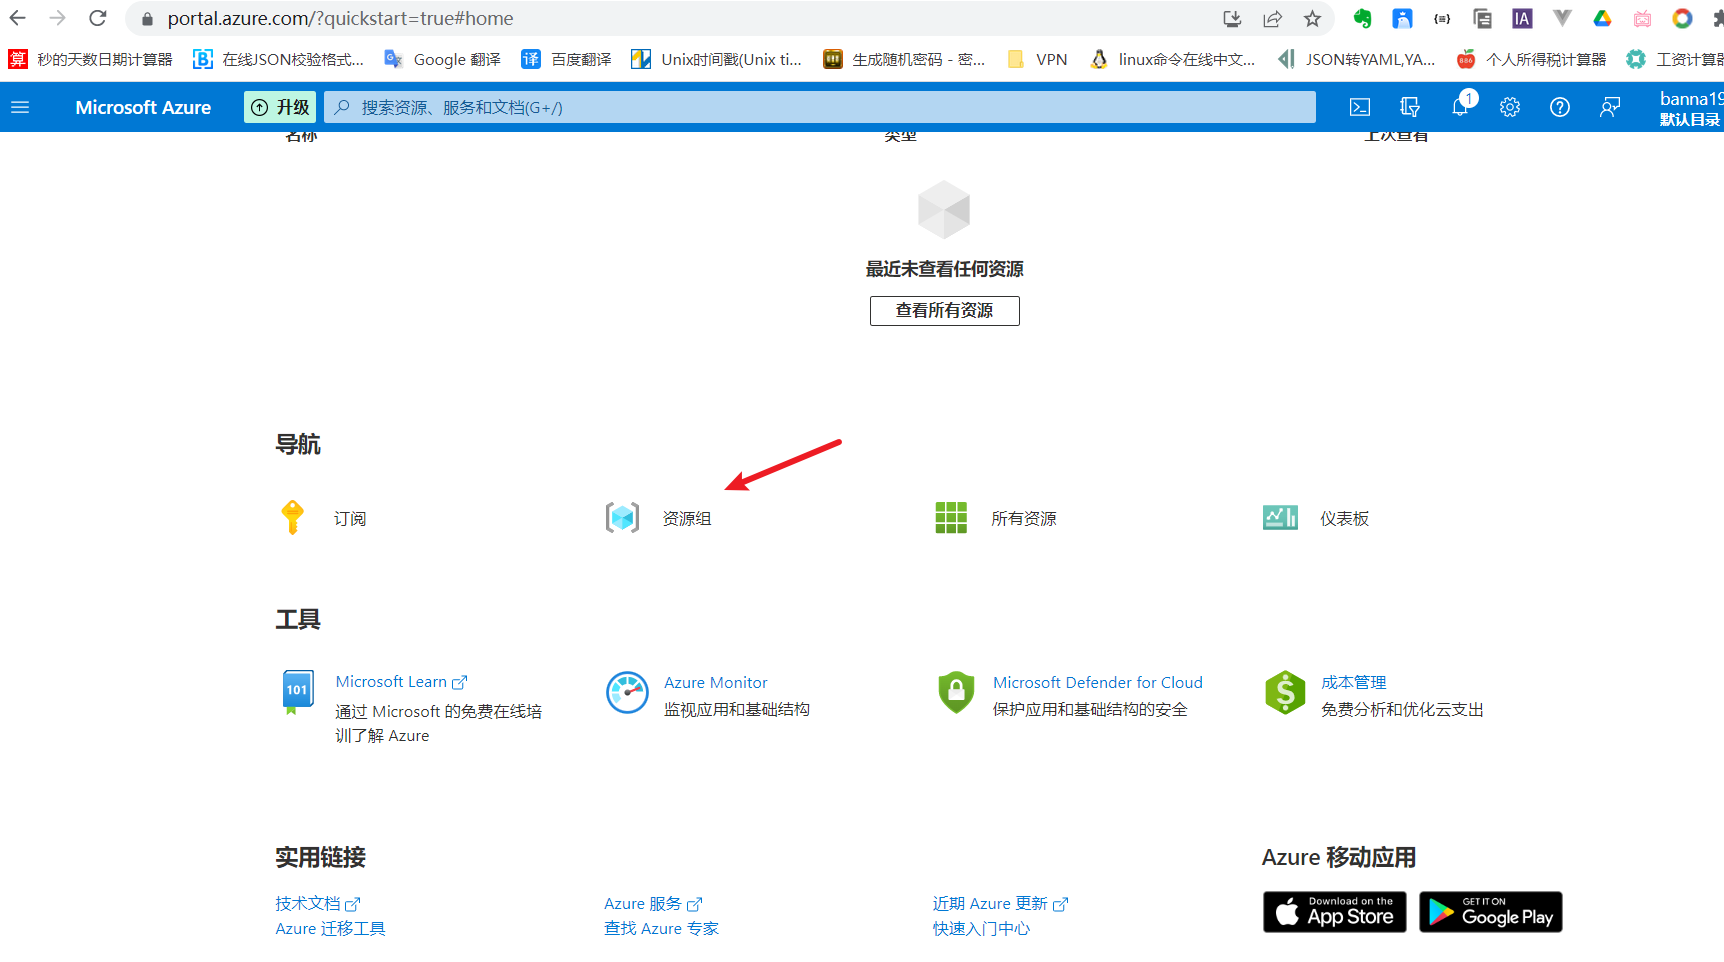 portal.azure.com/?quickstart=true#home
算 秒的天数日期计算器 在线JSON校验格式... Google 翻译 译 百度翻译 Unix时间戳(Unix ti... 生成随机密码 - 密... VPN linux命令在线中文... JSON转YAML,YA... 个人所得税计算器 工资计算器
Microsoft Azure 升级 搜索资源、服务和文档(G+/) 1 banna19
默认目录
名称 类型 上次查看
最近未查看任何资源
查看所有资源
导航
订阅 资源组 所有资源 仪表板
工具
101 Microsoft Learn Azure Monitor Microsoft Defender for Cloud 成本管理
通过 Microsoft 的免费在线培 监视应用和基础结构 保护应用和基础结构的安全 免费分析和优化云支出
训了解 Azure
实用链接 Azure 移动应用
技术文档 Azure 服务 近期 Azure 更新 Download on the App Store GET IT ON Google Play
Azure 迁移工具 查找 Azure 专家 快速入门中心